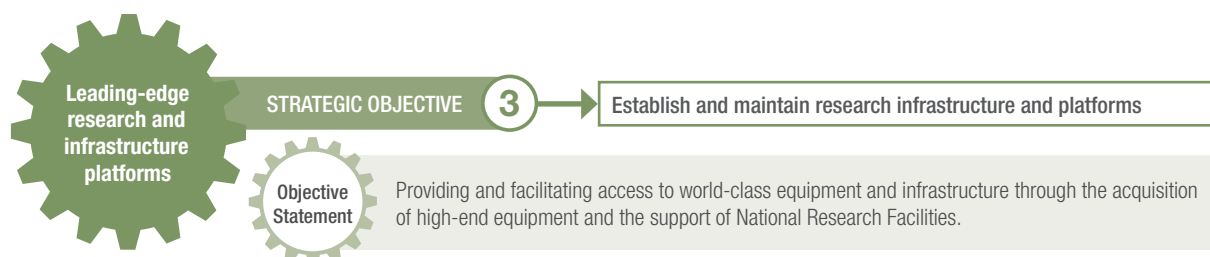 Leading-edge
research and
infrastructure
platforms
STRATEGIC OBJECTIVE 3
Establish and maintain research infrastructure and platforms
Objective
Statement
Providing and facilitating access to world-class equipment and infrastructure through the acquisition
of high-end equipment and the support of National Research Facilities.